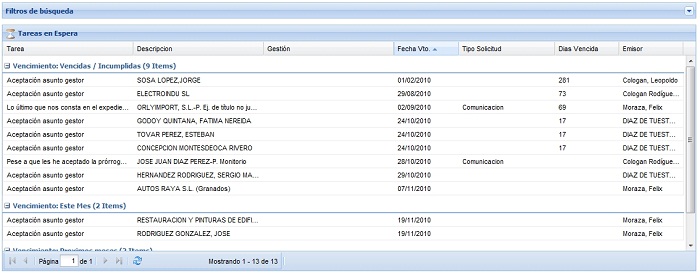 Filtros de búsqueda
Tareas en Espera
Tarea Descripcion Gestión Fecha Vto. Tipo Solicitud Dias Vencida Emisor
Vencimiento: Vencidas / Incumplidas (9 Items)
Aceptación asunto gestor SOSA LOPEZ,JORGE 01/02/2010 281 Cologan, Leopoldo
Aceptación asunto gestor ELECTROINDU SL 29/08/2010 73 Cologan Rodígue...
Lo último que nos consta en el expedie... ORLYIMPORT, S.L.-P. Ej. de título no ju... 02/09/2010 Comunicacion 69 Moraza, Felix
Aceptación asunto gestor GODOY QUINTANA, FATIMA NEREIDA 24/10/2010 17 DIAZ DE TUEST...
Aceptación asunto gestor TOVAR PEREZ, ESTEBAN 24/10/2010 17 DIAZ DE TUEST...
Aceptación asunto gestor CONCEPCION MONTESDEOCA RIVERO 24/10/2010 17 DIAZ DE TUEST...
Pese a que les he aceptado la prórrog... JOSE JUAN DIAZ PEREZ-P. Monitorio 28/10/2010 Comunicacion Cologan Rodígue...
Aceptación asunto gestor HERNANDEZ RODRIGUEZ, SERGIO MA... 29/10/2010 DIAZ DE TUEST...
Aceptación asunto gestor AUTOS RAYA S.L. (Granados) 07/11/2010 Moraza, Felix
Vencimiento: Este Mes (2 Items)
Aceptación asunto gestor RESTAURACION Y PINTURAS DE EDIFI... 19/11/2010 Moraza, Felix
Aceptación asunto gestor RODRIGUEZ GONZALEZ, JOSE 19/11/2010 Moraza, Felix
Vencimiento: Proximos meses (2 Items)
Página 1 de 1 Mostrando 1 - 13 de 13